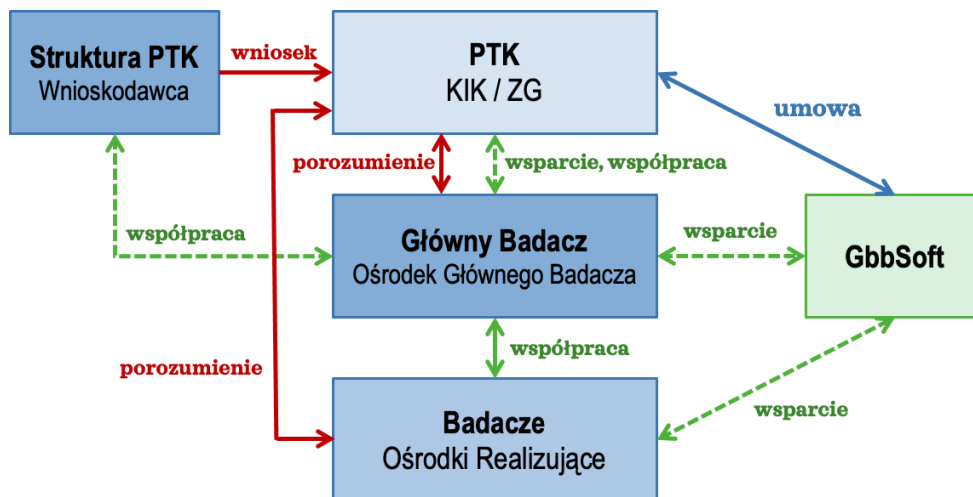 Struktura PTK
Wnioskodawca
wniosek
PTK
KIK / ZG
umowa
porozumienie
wsparcie, współpraca
współpraca
Główny Badacz
Ośrodek Głównego Badacza
wsparcie
GbbSoft
współpraca
porozumienie
wsparcie
Badacze
Ośrodki Realizujące